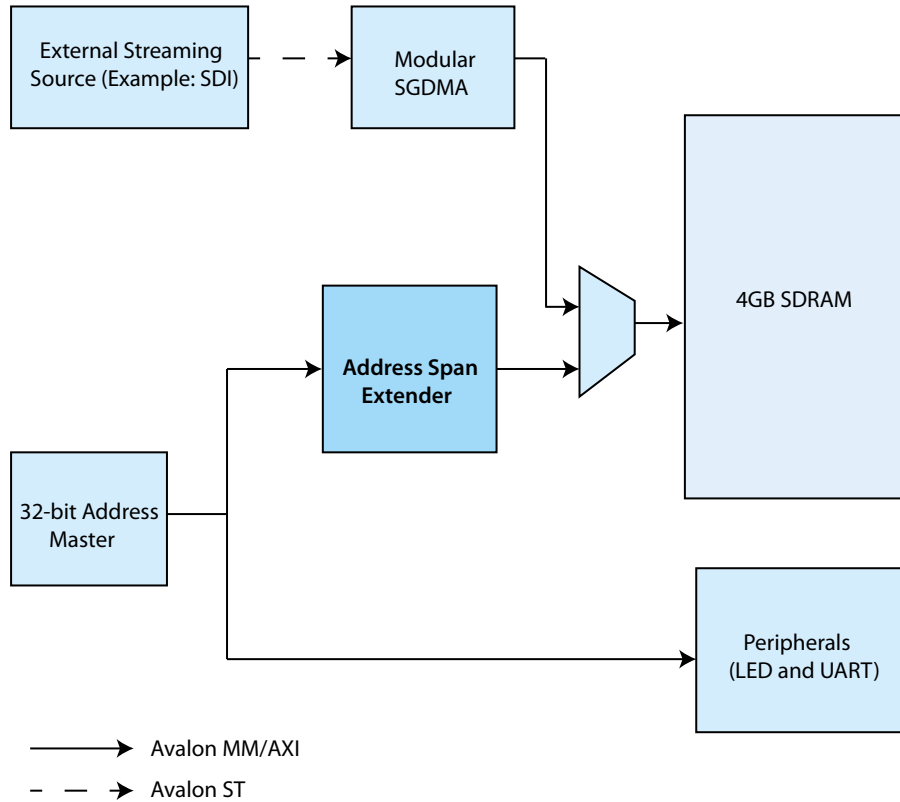 External Streaming
Source (Example: SDI)
Modular
SGDMA
4GB SDRAM
Address Span
Extender
32-bit Address
Master
Peripherals
(LED and UART)
Avalon MM/AXI
Avalon ST